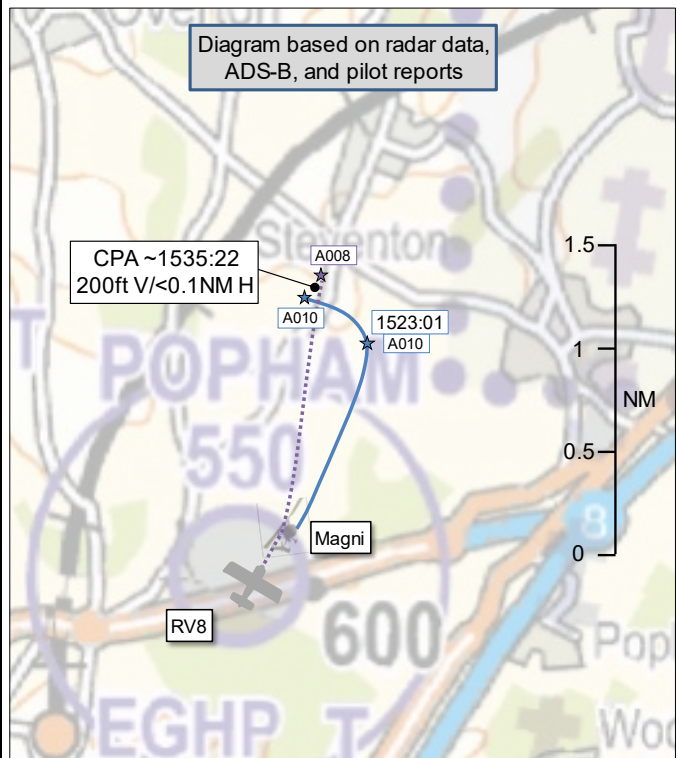 Diagram based on radar data,
ADS-B, and pilot reports
Steventon
A008
CPA ~1535:22
200ft V/<0.1NM H
A010
1523:01
A010
1.5
1
NM
0.5
0
POPHAM
550
8
Magni
RV8
600
EGHP T